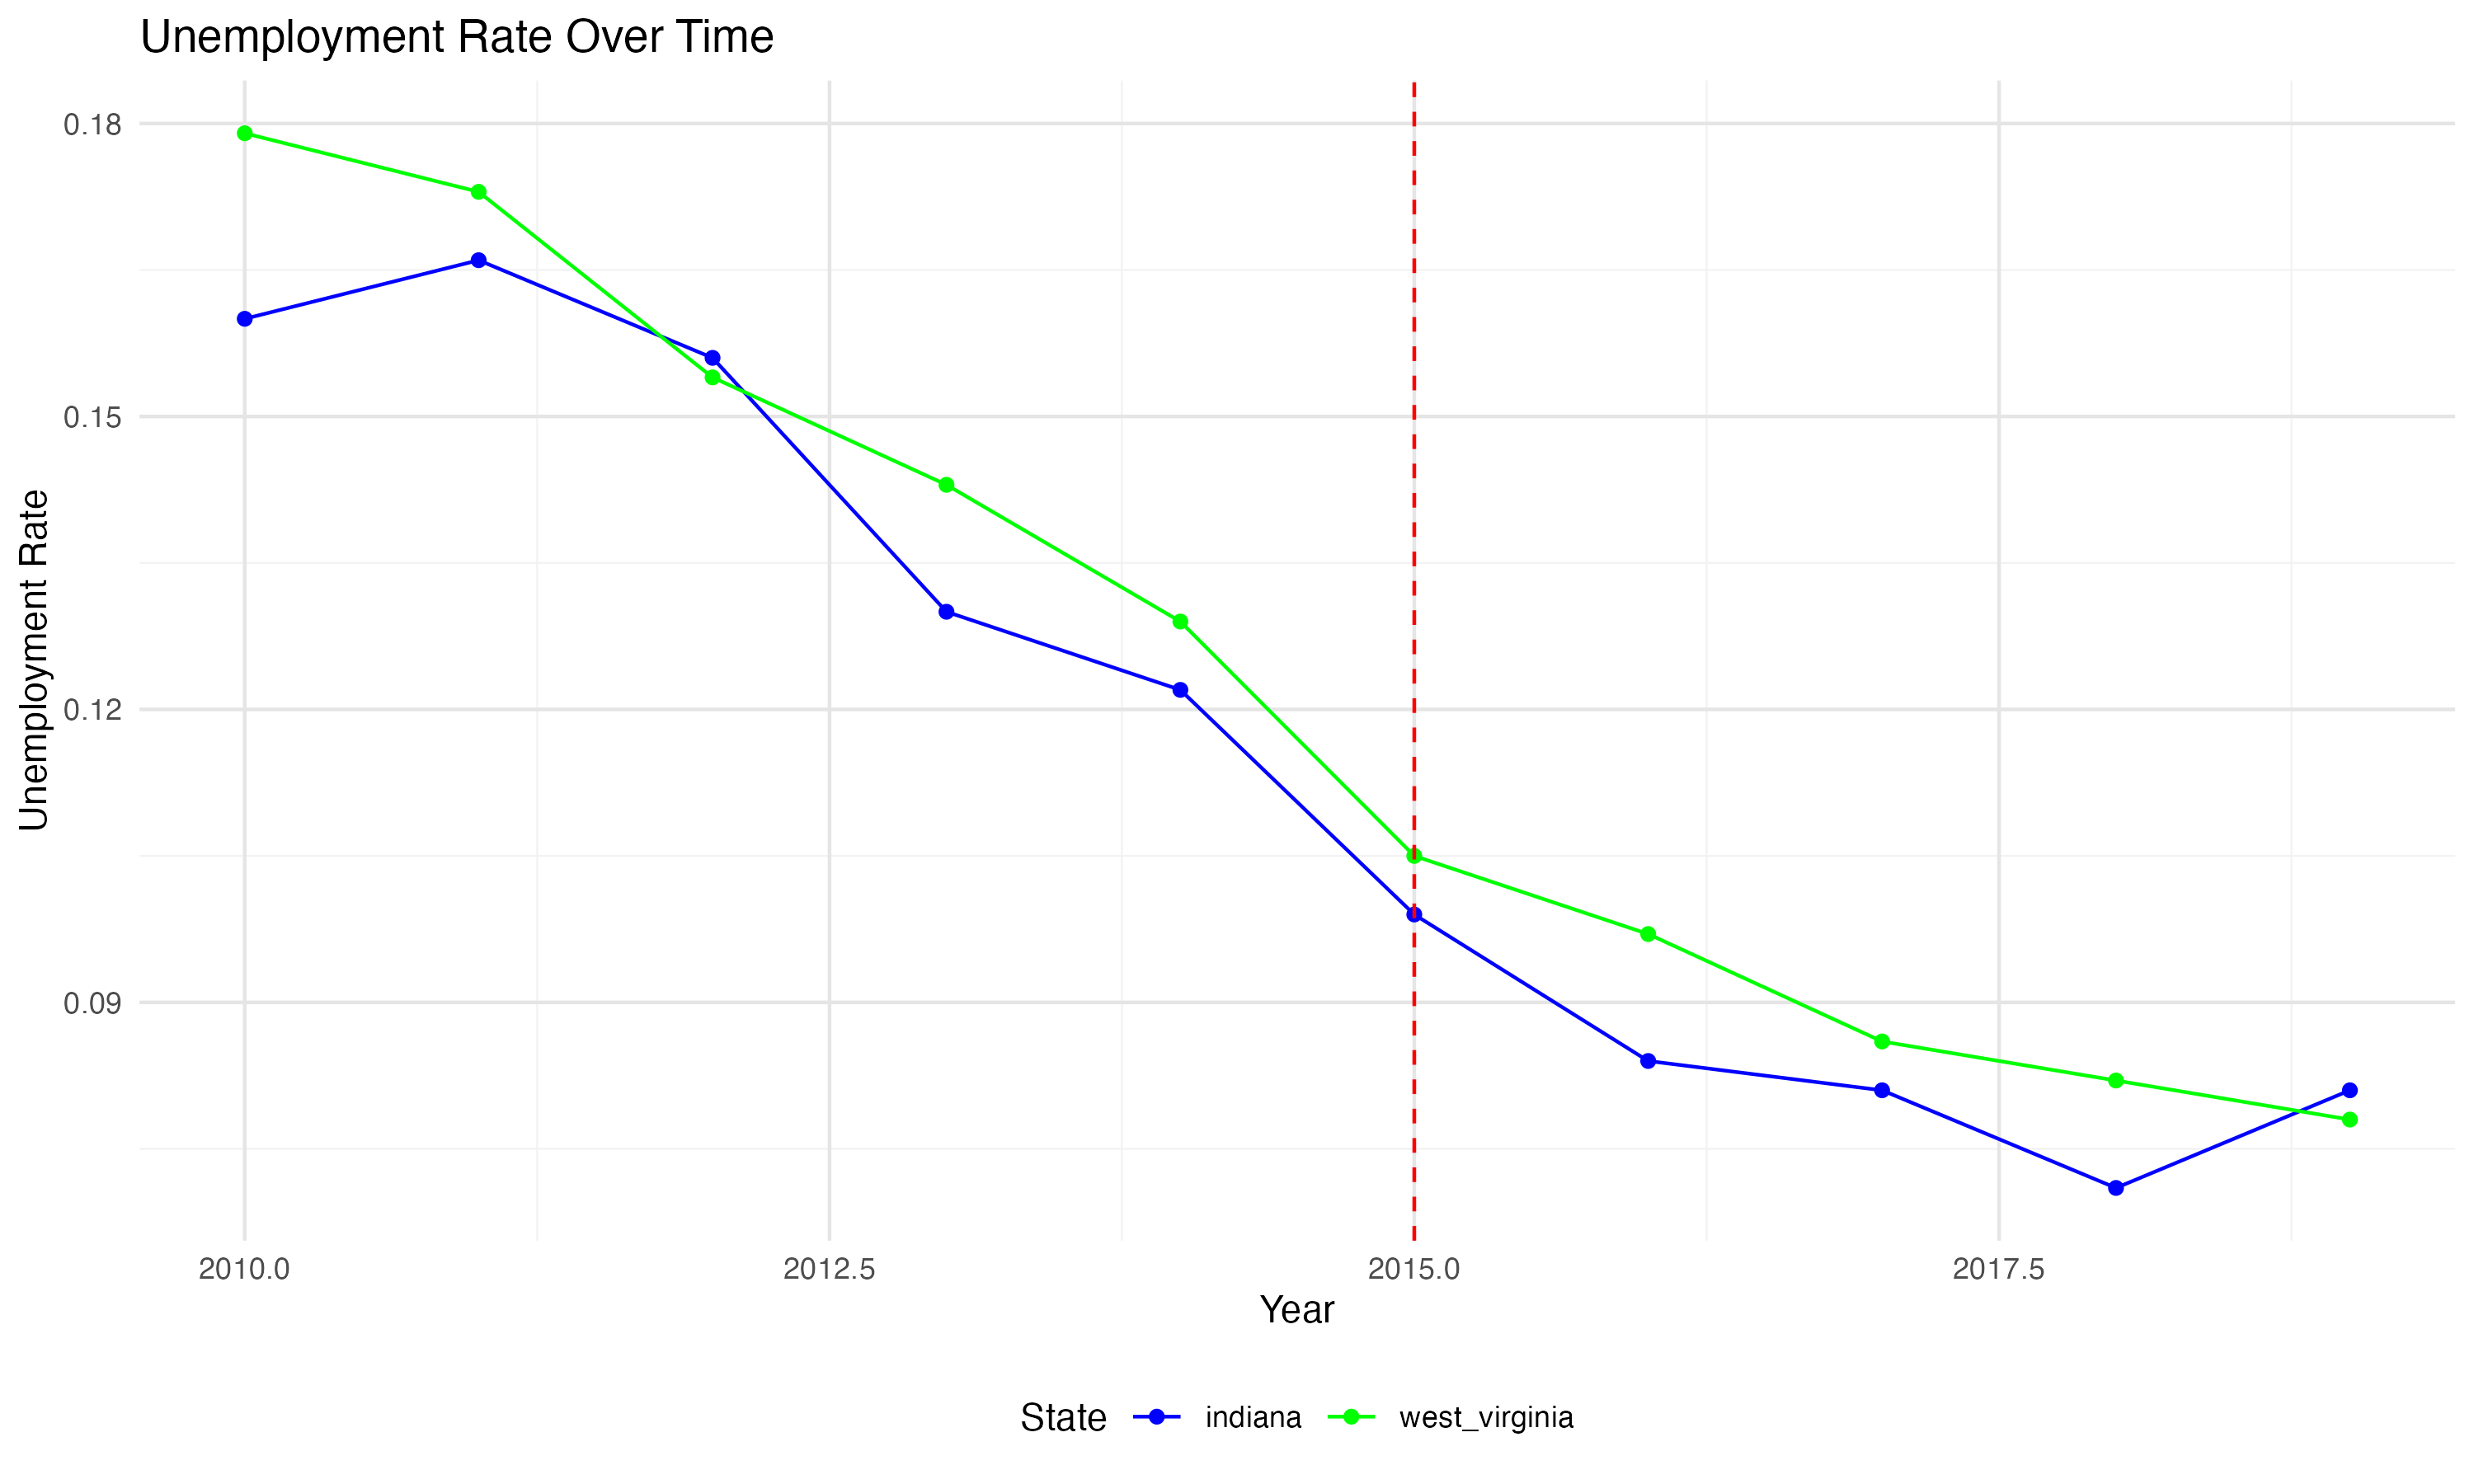 Unemployment Rate Over Time
Unemployment Rate
0.18
0.15
0.12
0.09
2010.0 2012.5 2015.0 2017.5
Year
State indiana west_virginia